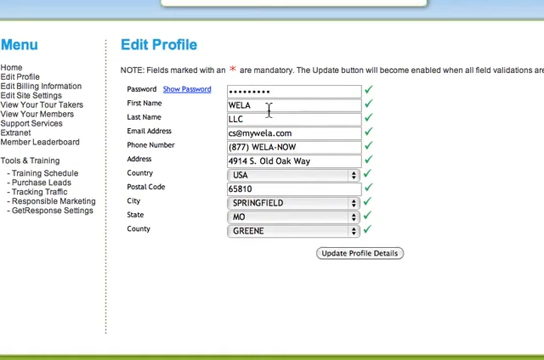 Menu
Home
Edit Profile
Edit Billing Information
Edit Site Settings
View Your Tour Takers
View Your Members
Support Services
Extranet
Member Leaderboard
Tools & Training
- Training Schedule
- Purchase Leads
- Tracking Traffic
- Responsible Marketing
- GetResponse Settings
Edit Profile
NOTE: Fields marked with an * are mandatory. The Update button will become enabled when all field validations are
Password Show Password •••••••••
First Name WELA
Last Name LLC
Email Address cs@mywela.com
Phone Number (877) WELA-NOW
Address 4914 S. Old Oak Way
Country USA
Postal Code 65810
City SPRINGFIELD
State MO
County GREENE
Update Profile Details